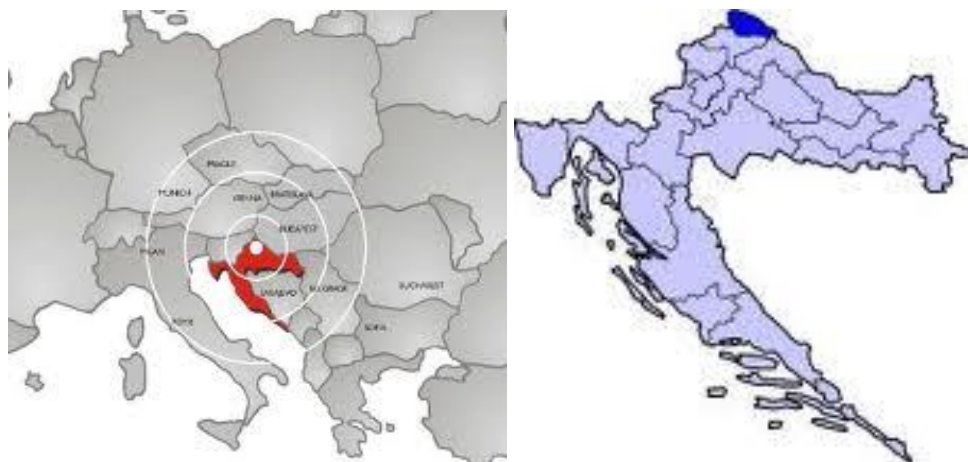 PRAGUE
MUNICH
VIENNA
BRATISLAVA
BUDAPEST
MILAN
SARAJEVO
BELGRADE
BUCHAREST
ROME
SOFIA